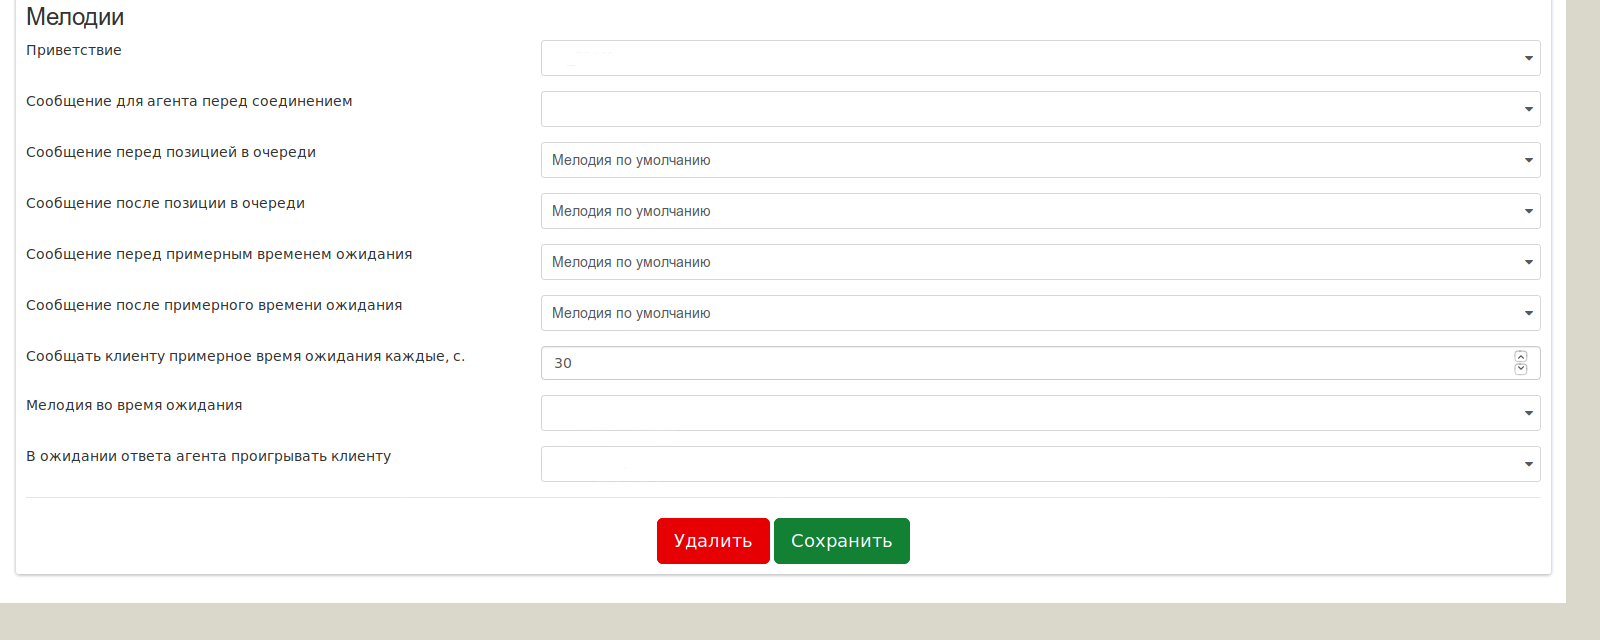 Мелодии
Приветствие
Сообщение для агента перед соединением
Сообщение перед позицией в очереди
Мелодия по умолчанию
Сообщение после позиции в очереди
Мелодия по умолчанию
Сообщение перед примерным временем ожидания
Мелодия по умолчанию
Сообщение после примерного времени ожидания
Мелодия по умолчанию
Сообщать клиенту примерное время ожидания каждые, с.
30
Мелодия во время ожидания
В ожидании ответа агента проигрывать клиенту
Удалить
Сохранить